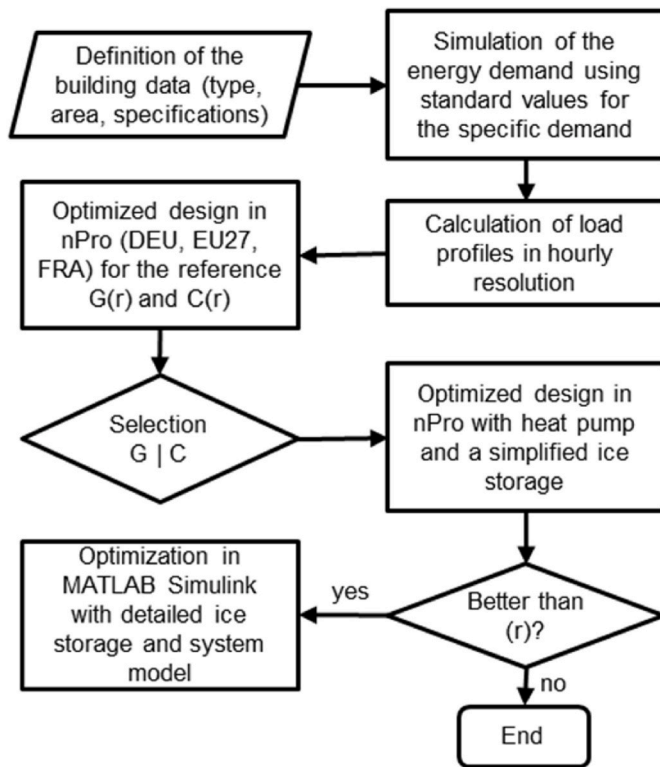 Definition of the
building data (type,
area, specifications)
Simulation of the
energy demand using
standard values for
the specific demand
Calculation of load
profiles in hourly
resolution
Optimized design in
nPro (DEU, EU27,
FRA) for the reference
G(r) and C(r)
Selection
G | C
Optimized design in
nPro with heat pump
and a simplified ice
storage
Better than
(r)?
yes
Optimization in
MATLAB Simulink
with detailed ice
storage and system
model
no
End